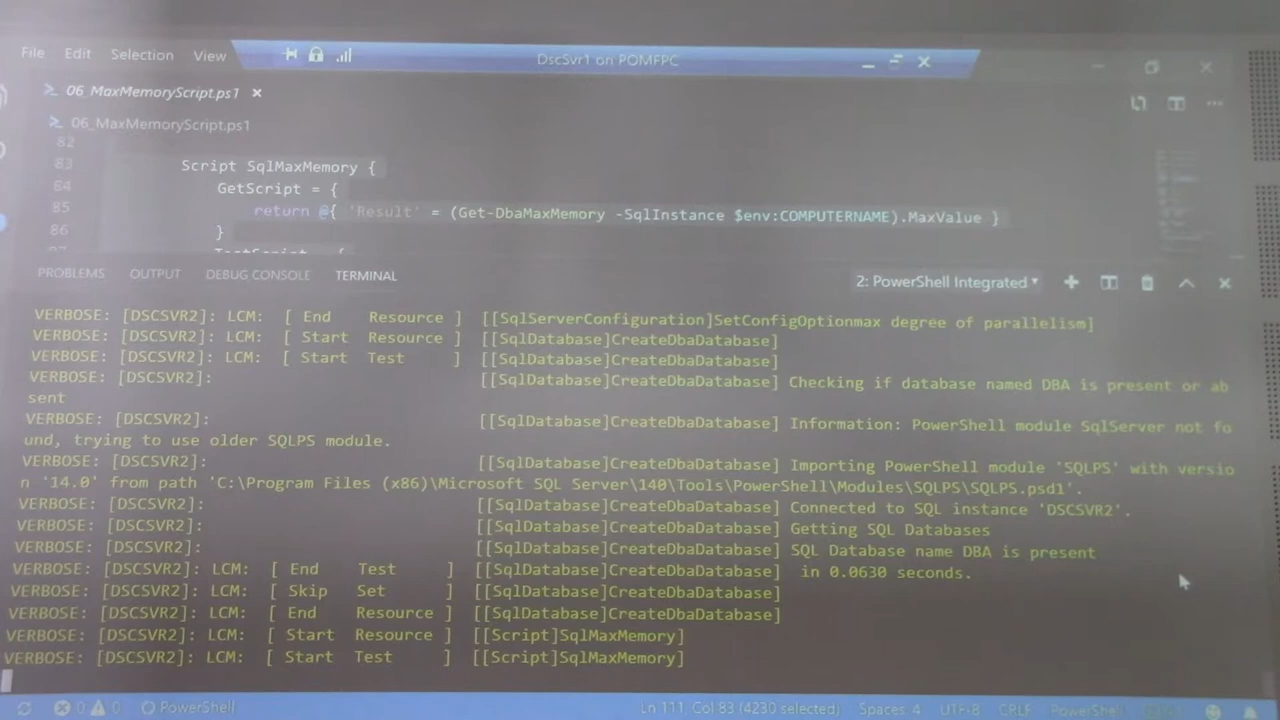 File Edit Selection View DscSvr1 on POMFPC
06_MaxMemoryScript.ps1
06_MaxMemoryScript.ps1
82
83 Script SqlMaxMemory {
84 GetScript = {
85 return @{ 'Result' = (Get-DbaMaxMemory -SqlInstance $env:COMPUTERNAME).MaxValue }
86 }
PROBLEMS OUTPUT DEBUG CONSOLE TERMINAL 2: PowerShell Integrated
VERBOSE: [DSCSVR2]: LCM: [ End Resource ] [[SqlServerConfiguration]SetConfigOptionmax degree of parallelism]
VERBOSE: [DSCSVR2]: LCM: [ Start Resource ] [[SqlDatabase]CreateDbaDatabase]
VERBOSE: [DSCSVR2]: LCM: [ Start Test ] [[SqlDatabase]CreateDbaDatabase]
VERBOSE: [DSCSVR2]: [[SqlDatabase]CreateDbaDatabase] Checking if database named DBA is present or ab
sent
VERBOSE: [DSCSVR2]: [[SqlDatabase]CreateDbaDatabase] Information: PowerShell module SqlServer not fo
und, trying to use older SQLPS module.
VERBOSE: [DSCSVR2]: [[SqlDatabase]CreateDbaDatabase] Importing PowerShell module 'SQLPS' with versio
n '14.0' from path 'C:\Program Files (x86)\Microsoft SQL Server\140\Tools\PowerShell\Modules\SQLPS\SQLPS.psd1'.
VERBOSE: [DSCSVR2]: [[SqlDatabase]CreateDbaDatabase] Connected to SQL instance 'DSCSVR2'.
VERBOSE: [DSCSVR2]: [[SqlDatabase]CreateDbaDatabase] Getting SQL Databases
VERBOSE: [DSCSVR2]: [[SqlDatabase]CreateDbaDatabase] SQL Database name DBA is present
VERBOSE: [DSCSVR2]: LCM: [ End Test ] [[SqlDatabase]CreateDbaDatabase] in 0.0630 seconds.
VERBOSE: [DSCSVR2]: LCM: [ Skip Set ] [[SqlDatabase]CreateDbaDatabase]
VERBOSE: [DSCSVR2]: LCM: [ End Resource ] [[SqlDatabase]CreateDbaDatabase]
VERBOSE: [DSCSVR2]: LCM: [ Start Resource ] [[Script]SqlMaxMemory]
VERBOSE: [DSCSVR2]: LCM: [ Start Test ] [[Script]SqlMaxMemory]
0 0 PowerShell Ln 111, Col 83 (4230 selected) Spaces: 4 UTF-8 CRLF PowerShell